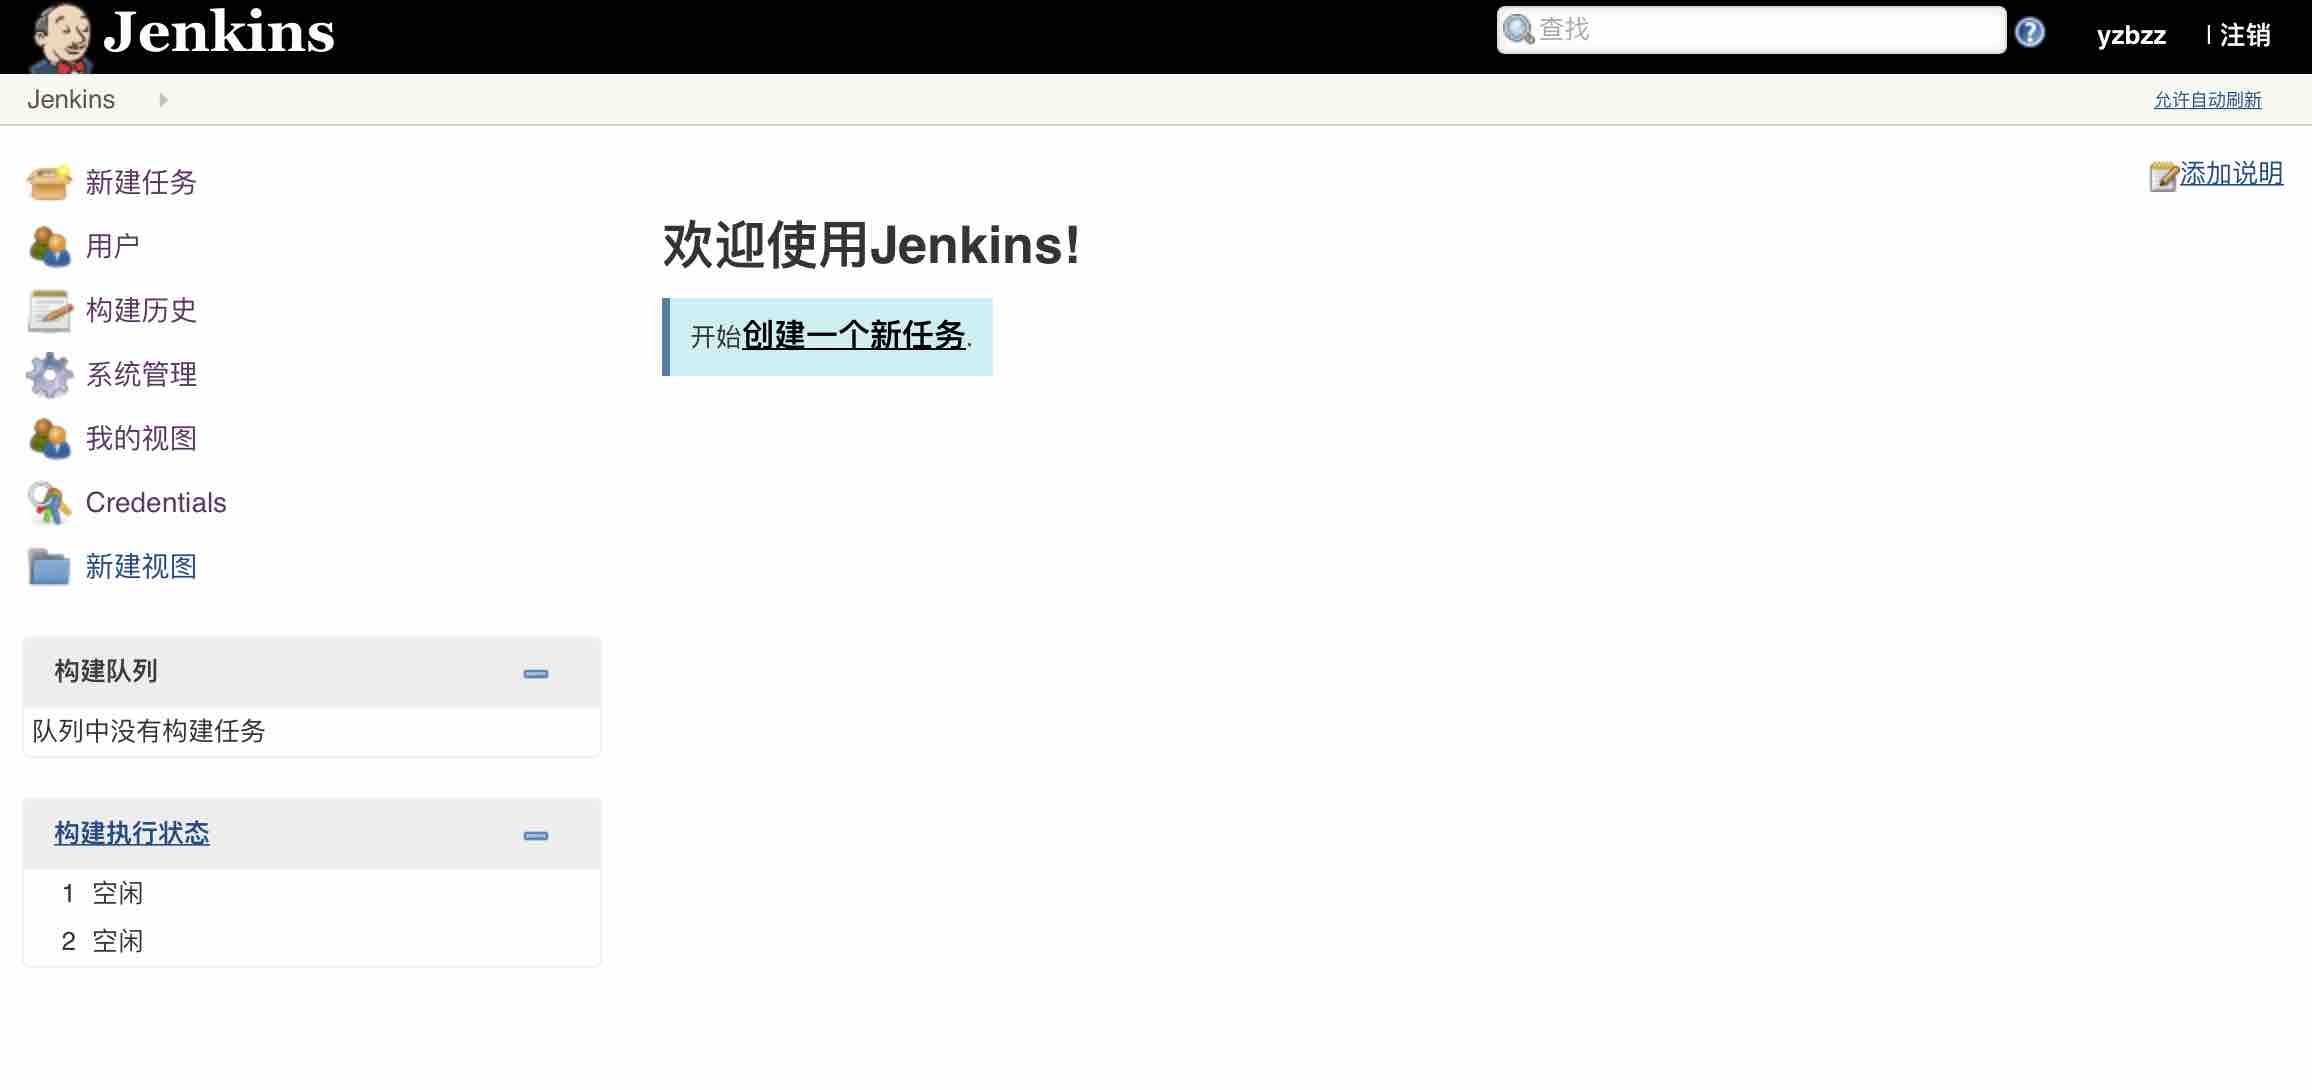 Jenkins
查找
yzbzz | 注销
Jenkins
允许自动刷新
新建任务
用户
构建历史
系统管理
我的视图
Credentials
新建视图
构建队列
队列中没有构建任务
构建执行状态
1 空闲
2 空闲
添加说明
欢迎使用Jenkins!
开始创建一个新任务.